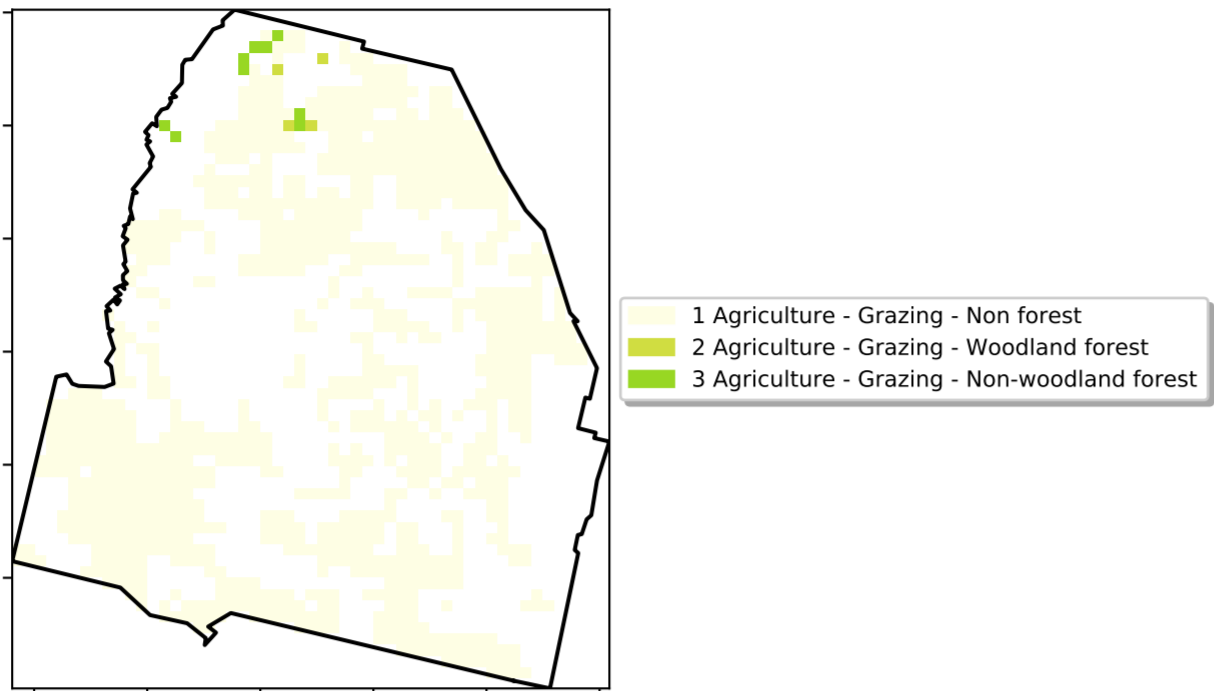 1 Agriculture - Grazing - Non forest
2 Agriculture - Grazing - Woodland forest
3 Agriculture - Grazing - Non-woodland forest